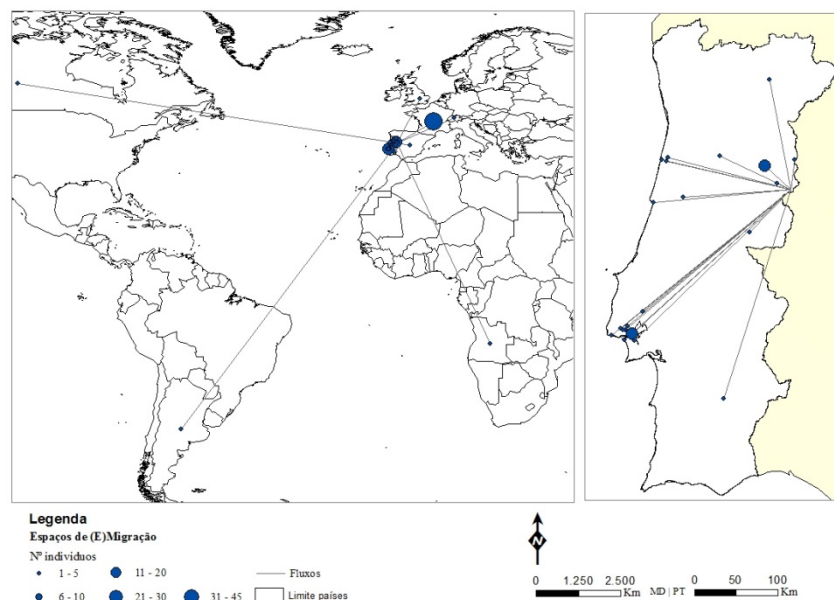 Legenda
Espaços de (E)Migração
Nº indivíduos
1 - 5
11 - 20
Fluxos
6 - 10
21 - 30
31 - 45
Limite países
N
0 1.250 2.500
Km
MD | PT
0 50 100
Km